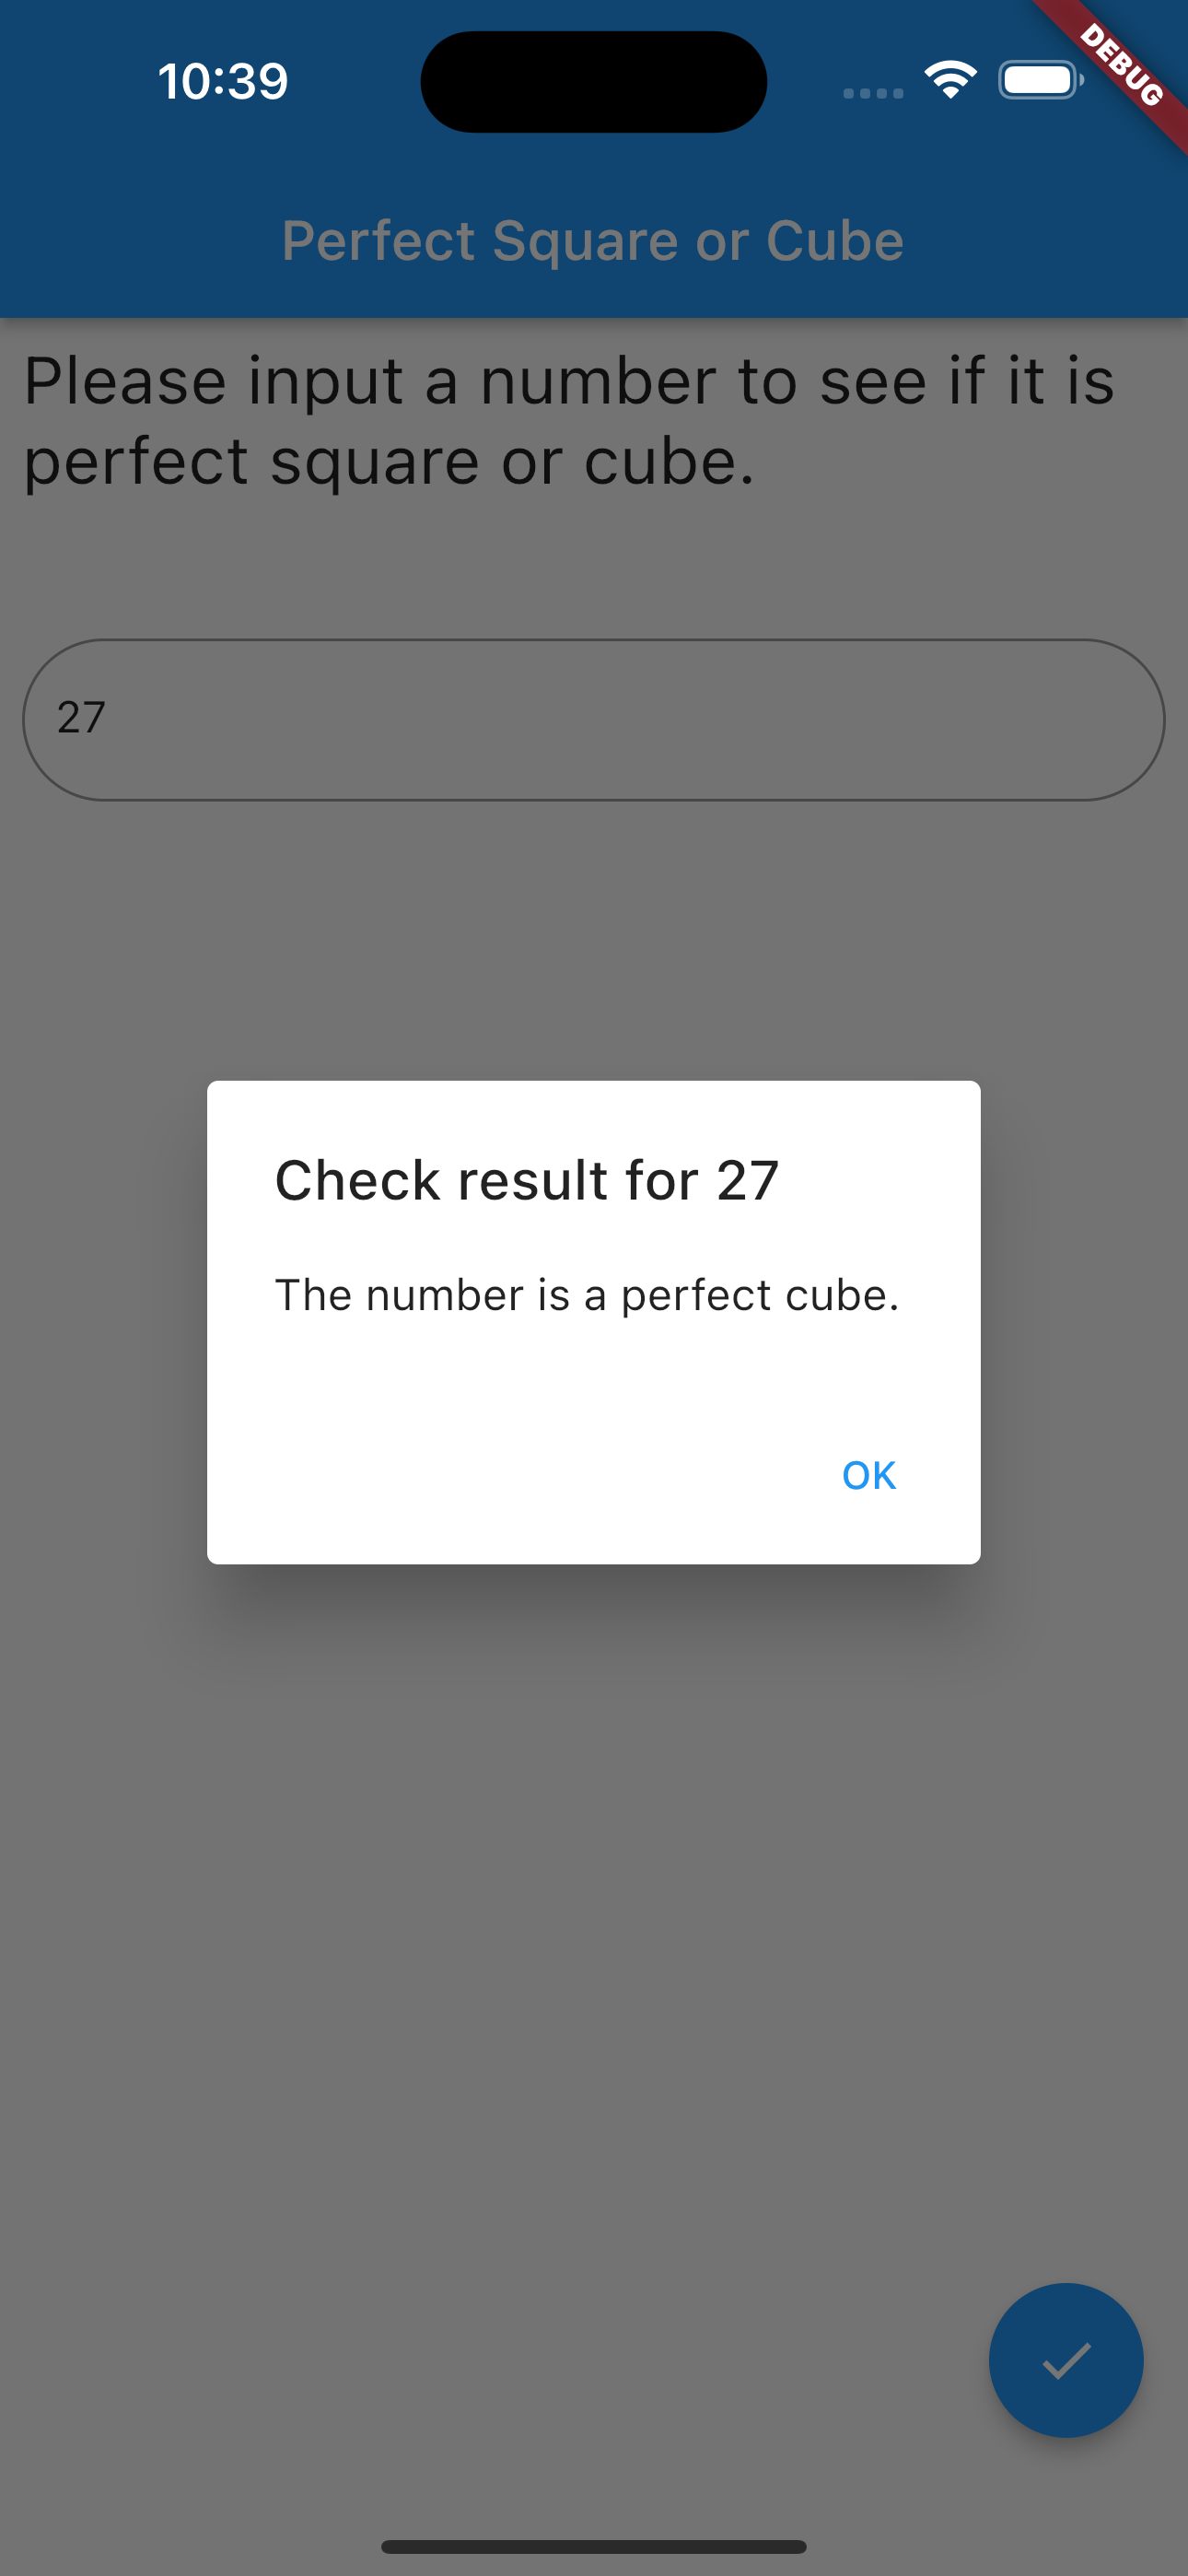 10:39
DEBUG
Perfect Square or Cube
Please input a number to see if it is
perfect square or cube.
27
Check result for 27
The number is a perfect cube.
OK